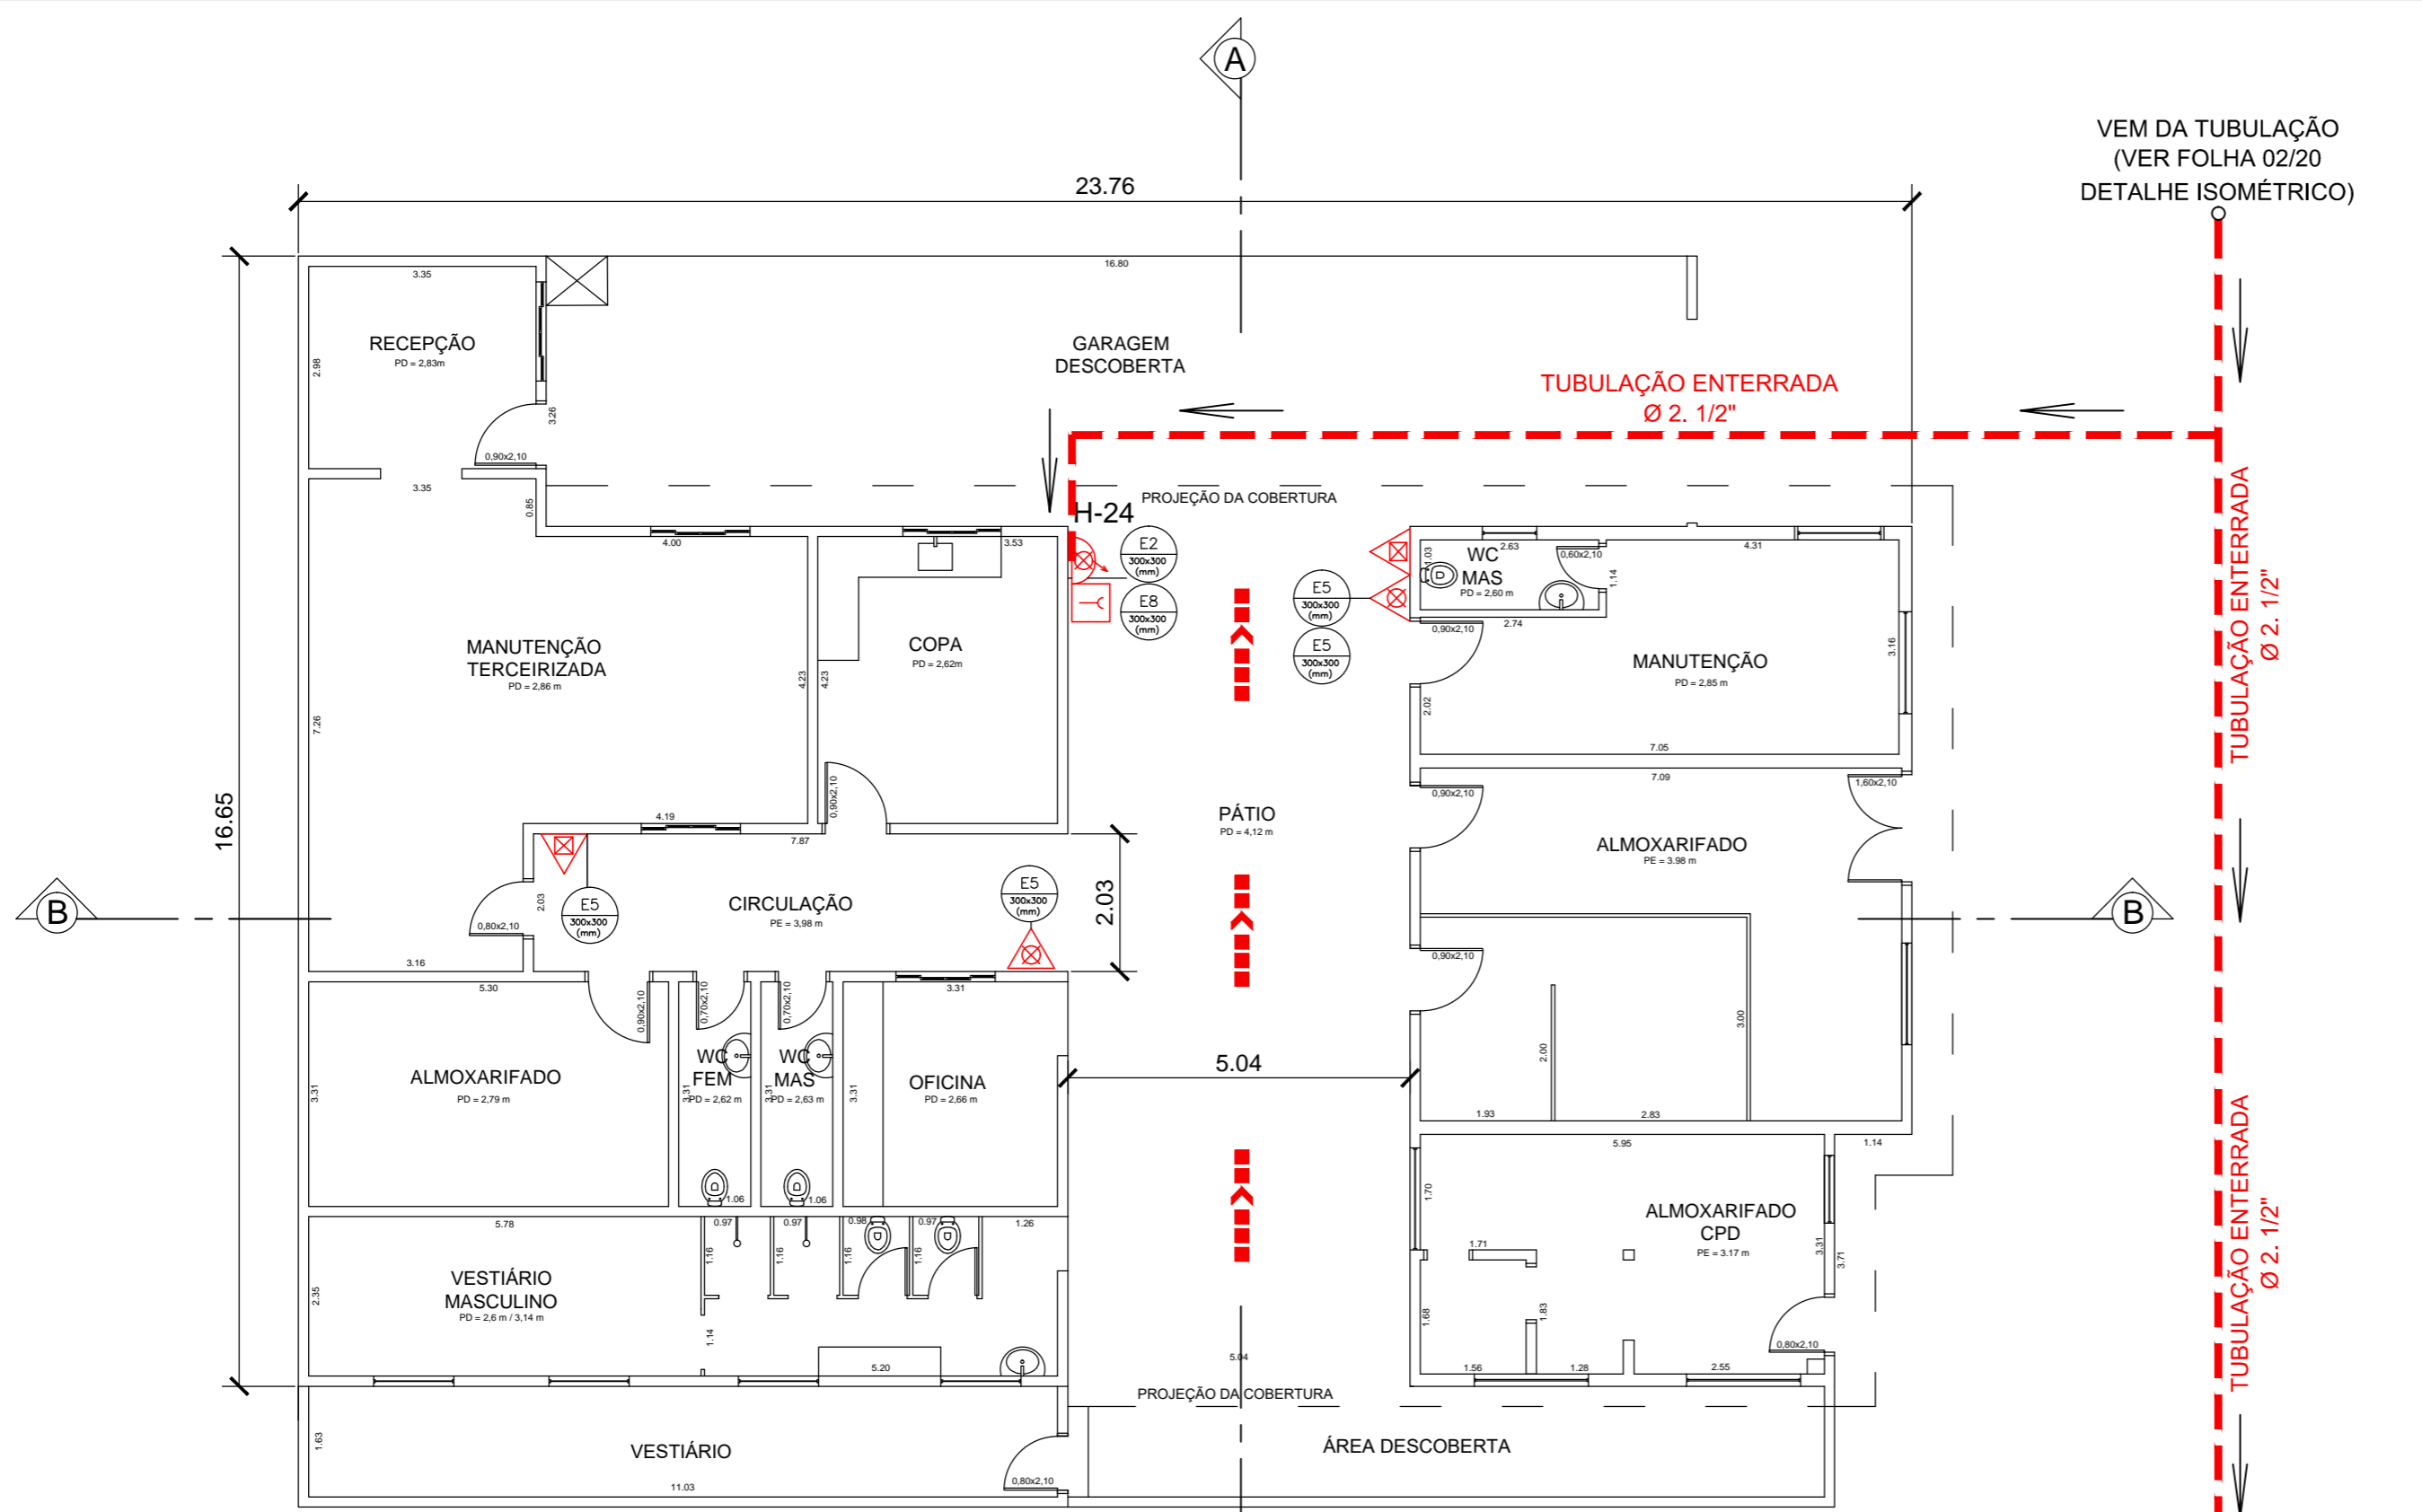 A
VEM DA TUBULAÇÃO
(VER FOLHA 02/20
DETALHE ISOMÉTRICO)
23.76
16.80
3.35
RECEPÇÃO
PD = 2,83m
2.98
3.26
0,90x2,10
GARAGEM
DESCOBERTA
TUBULAÇÃO ENTERRADA
Ø 2. 1/2"
3.35
0.85
PROJEÇÃO DA COBERTURA
H-24
4.00
3.53
E2
300x300
(mm)
E8
300x300
(mm)
E5
300x300
(mm)
E5
300x300
(mm)
1.03
WC
MAS
PD = 2,60 m
2.63
0,60x2,10
1.14
4.31
2.74
0,90x2,10
MANUTENÇÃO
PD = 2,85 m
3.16
2.02
7.05
TUBULAÇÃO ENTERRADA
Ø 2. 1/2"
MANUTENÇÃO
TERCEIRIZADA
PD = 2,86 m
7.26
4.23
4.23
COPA
PD = 2,62m
0,90x2,10
16.65
4.19
7.87
PÁTIO
PD = 4,12 m
7.09
0,90x2,10
1,60x2,10
ALMOXARIFADO
PE = 3.98 m
B
2.03
0,80x2,10
E5
300x300
(mm)
CIRCULAÇÃO
PE = 3,98 m
E5
300x300
(mm)
2.03
B
3.16
0,90x2,10
5.30
0,90x2,10
0,70x2,10
0,70x2,10
3.31
3.00
2.00
ALMOXARIFADO
PD = 2,79 m
3.31
WC
FEM
PD = 2,62 m
3.31
WC
MAS
PD = 2,63 m
3.31
3.31
OFICINA
PD = 2,66 m
5.04
1.93
2.83
5.95
1.14
1.06
1.06
TUBULAÇÃO ENTERRADA
Ø 2. 1/2"
5.78
0.97
0.97
0.98
0.97
1.26
1.16
1.16
1.16
1.16
1.70
ALMOXARIFADO
CPD
PE = 3.17 m
1.71
3.31
3.71
VESTIÁRIO
MASCULINO
PD = 2,6 m / 3,14 m
2.35
1.14
5.20
5.04
1.68
1.83
0,80x2,10
1.56
1.28
2.55
PROJEÇÃO DA COBERTURA
1.63
VESTIÁRIO
ÁREA DESCOBERTA
0,80x2,10
11.03